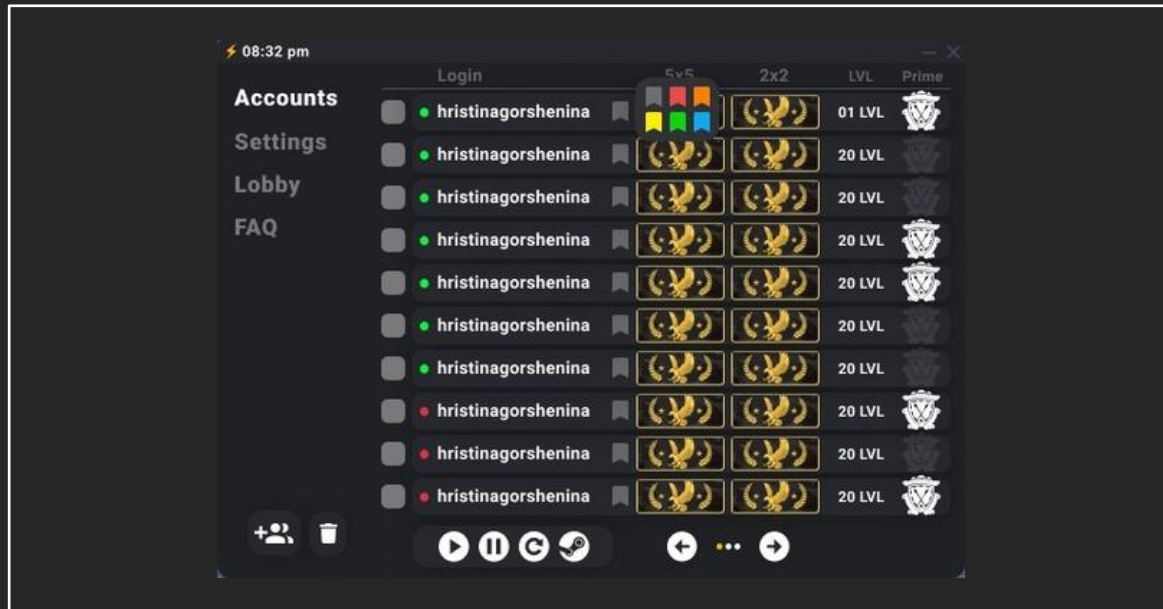 08:32 pm
Login 5x5 2x2 LVL Prime
Accounts
Settings
Lobby
FAQ
hristinagorshenina 01 LVL
hristinagorshenina 20 LVL
hristinagorshenina 20 LVL
hristinagorshenina 20 LVL
hristinagorshenina 20 LVL
hristinagorshenina 20 LVL
hristinagorshenina 20 LVL
hristinagorshenina 20 LVL
hristinagorshenina 20 LVL
hristinagorshenina 20 LVL